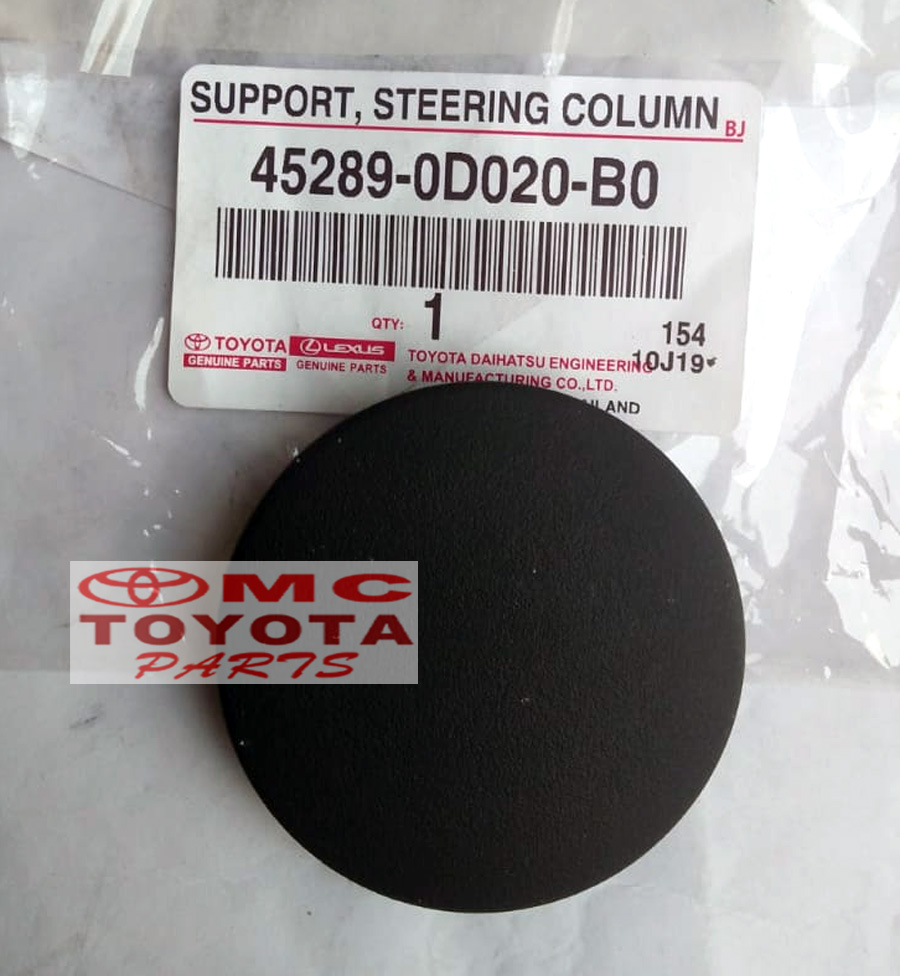 SUPPORT, STEERING COLUMN BJ
45289-0D020-B0
QTY: 1
154
10J19
TOYOTA LEXUS
GENUINE PARTS GENUINE PARTS
TOYOTA DAIHATSU ENGINEERING
& MANUFACTURING CO.,LTD.
MC
TOYOTA
PARTS